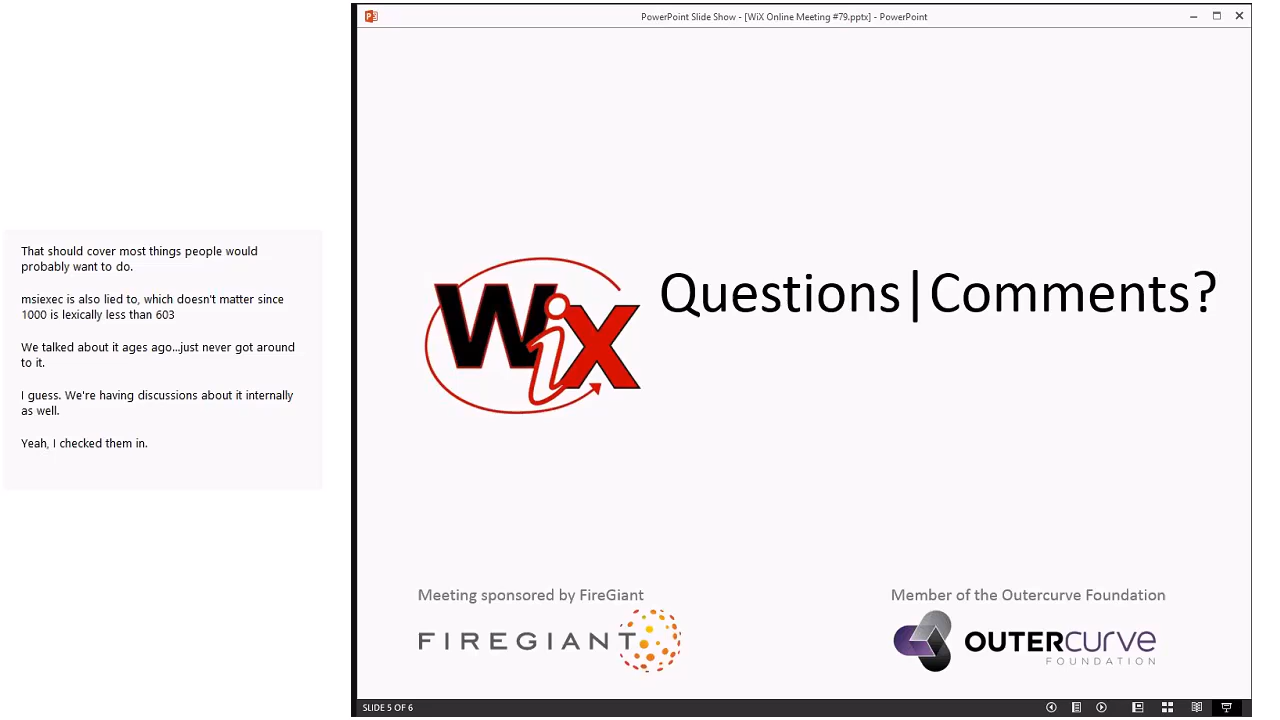 PowerPoint Slide Show - [WiX Online Meeting #79.pptx] - PowerPoint
That should cover most things people would
probably want to do.
msiexec is also lied to, which doesn't matter since
1000 is lexically less than 603
We talked about it ages ago...just never got around
to it.
I guess. We're having discussions about it internally
as well.
Yeah, I checked them in.
WiX
Questions|Comments?
Meeting sponsored by FireGiant
FIREGIANT
Member of the Outercurve Foundation
OUTERCURVE
FOUNDATION
SLIDE 5 OF 6